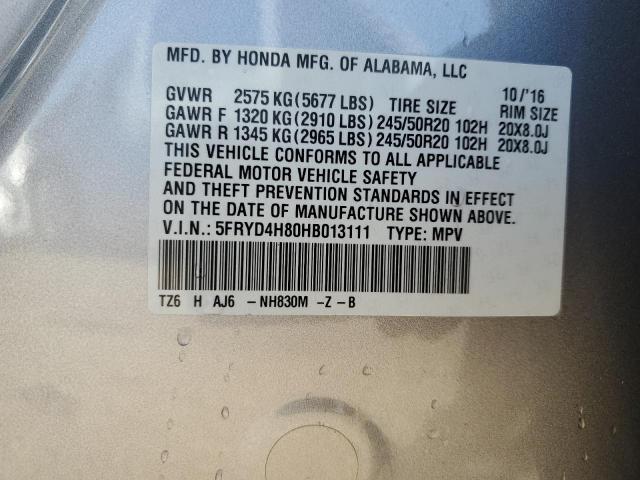 MFD. BY HONDA MFG. OF ALABAMA, LLC
GVWR 2575 KG(5677 LBS) TIRE SIZE 10/'16 RIM SIZE
GAWR F 1320 KG(2910 LBS) 245/50R20 102H 20X8.0J
GAWR R 1345 KG(2965 LBS) 245/50R20 102H 20X8.0J
THIS VEHICLE CONFORMS TO ALL APPLICABLE
FEDERAL MOTOR VEHICLE SAFETY
AND THEFT PREVENTION STANDARDS IN EFFECT
ON THE DATE OF MANUFACTURE SHOWN ABOVE.
V.I.N.: 5FRYD4H80HB013111 TYPE: MPV
TZ6 H AJ6 -NH830M -Z -B